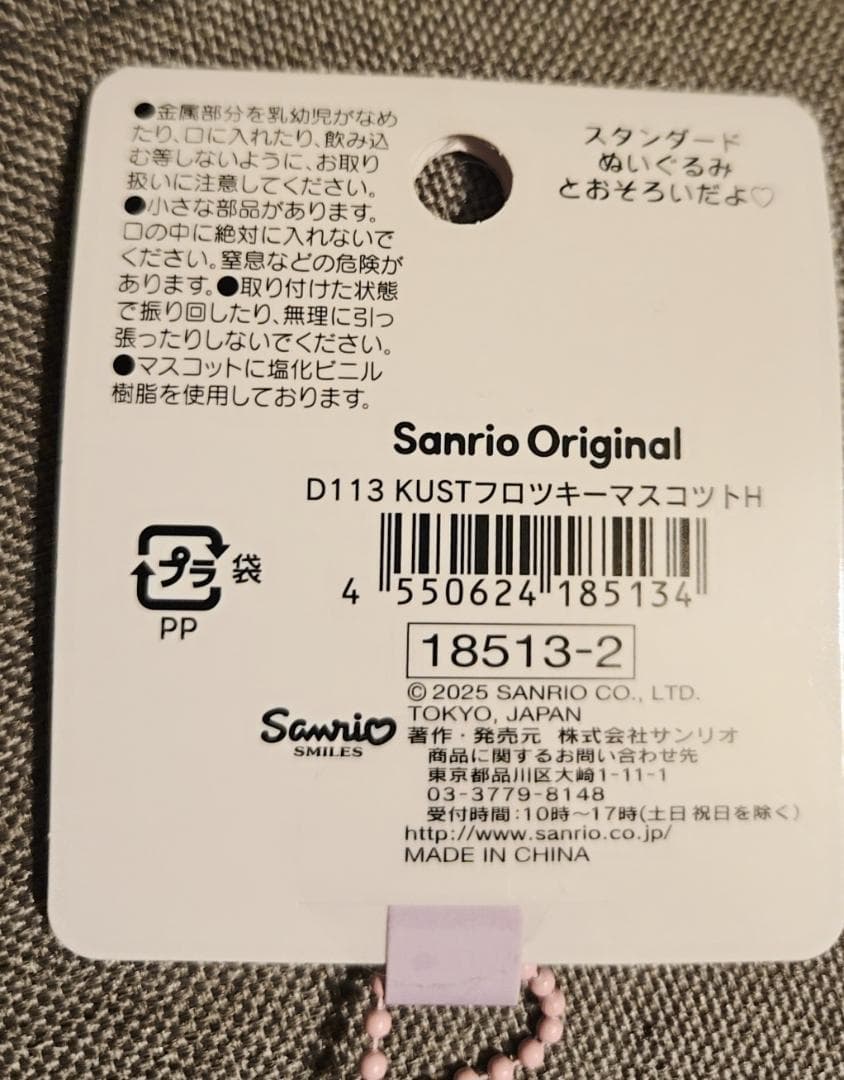 ●金属部分を乳幼児がなめ
たり、口に入れたり、飲み込
む等しないように、お取り
扱いに注意してください。
●小さな部品があります。
口の中に絶対に入れないで
ください。窒息などの危険が
あります。●取り付けた状態
で振り回したり、無理に引っ
張ったりしないでください。
●マスコットに塩化ビニル
樹脂を使用しております。
スタンダード
ぬいぐるみ
とおそろいだよ♡
Sanrio Original
D113 KUSTフロツキーマスコツトH
4 550624 185134
18513-2
プラ 袋
PP
Sanrio
SMILES
© 2025 SANRIO CO., LTD.
TOKYO, JAPAN
著作・発売元 株式会社サンリオ
商品に関するお問い合わせ先
東京都品川区大崎1-11-1
03-3779-8148
受付時間:10時~17時(土日祝日を除く)
http://www.sanrio.co.jp/
MADE IN CHINA